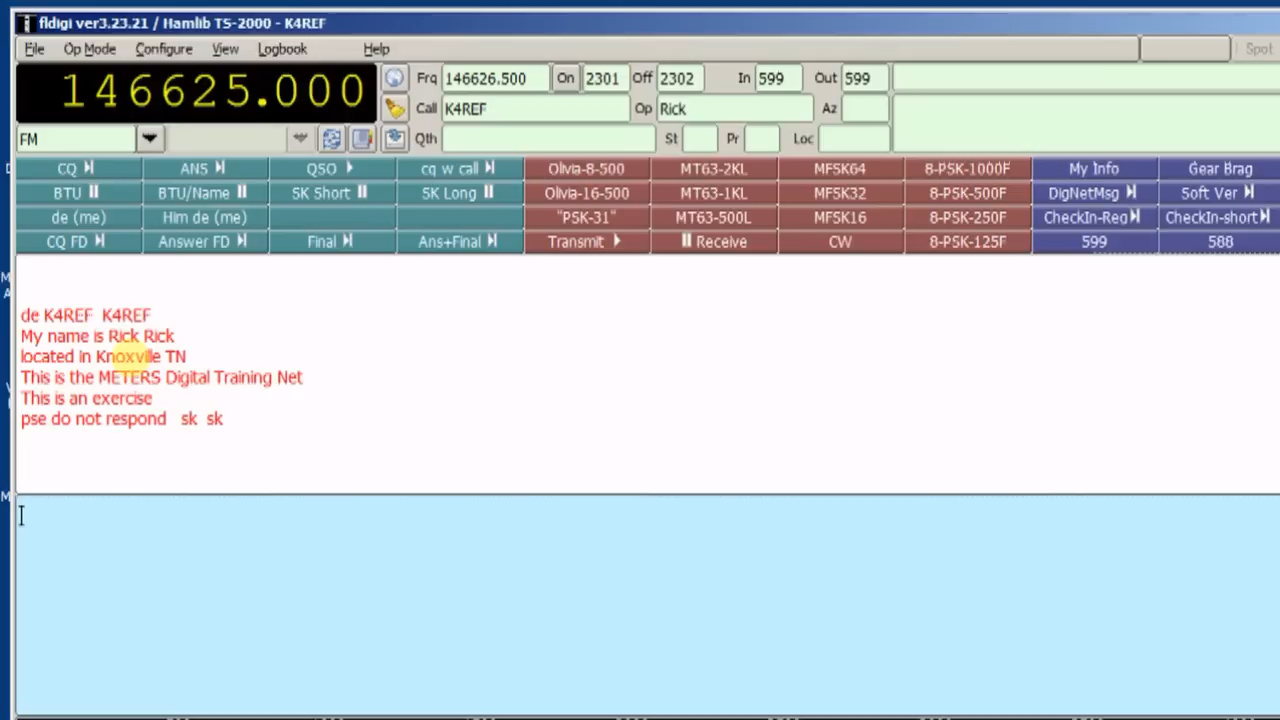 fldigi ver3.23.21 / Hamlib TS-2000 - K4REF
File Op Mode Configure View Logbook Help Spot
146625.000 Frq 146626.500 On 2301 Off 2302 In 599 Out 599
Call K4REF Op Rick Az
FM Qth St Pr Loc
CQ ANS QSO cq w call Olivia-8-500 MT63-2KL MFSK64 8-PSK-1000F My Info Gear Brag
BTU BTU/Name SK Short SK Long Olivia-16-500 MT63-1KL MFSK32 8-PSK-500F DigNetMsg Soft Ver
de (me) Him de (me) "PSK-31" MT63-500L MFSK16 8-PSK-250F CheckIn-Reg CheckIn-short
CQ FD Answer FD Final Ans+Final Transmit Receive CW 8-PSK-125F 599 588
de K4REF K4REF
My name is Rick Rick
located in Knoxville TN
This is the METERS Digital Training Net
This is an exercise
pse do not respond sk sk